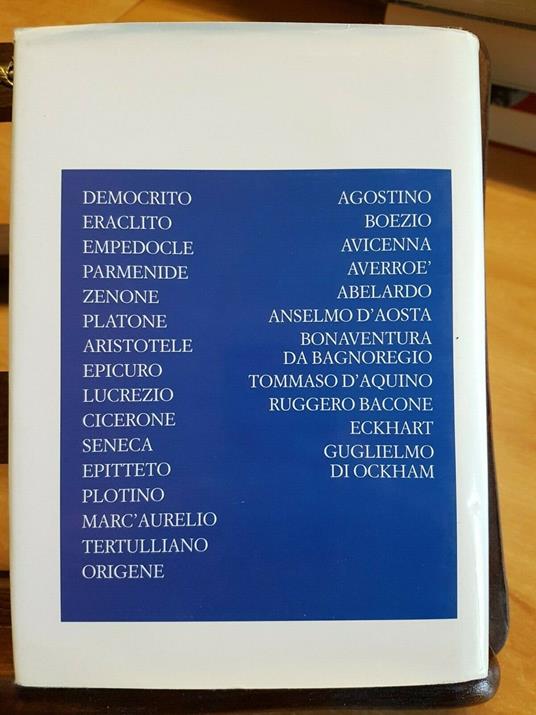 DEMOCRITO
ERACLITO
EMPEDOCLE
PARMENIDE
ZENONE
PLATONE
ARISTOTELE
EPICURO
LUCREZIO
CICERONE
SENECA
EPITTETO
PLOTINO
MARC'AURELIO
TERTULLIANO
ORIGENE
AGOSTINO
BOEZIO
AVICENNA
AVERROE'
ABELARDO
ANSELMO D'AOSTA
BONAVENTURA
DA BAGNOREGIO
TOMMASO D'AQUINO
RUGGERO BACONE
ECKHART
GUGLIELMO
DI OCKHAM